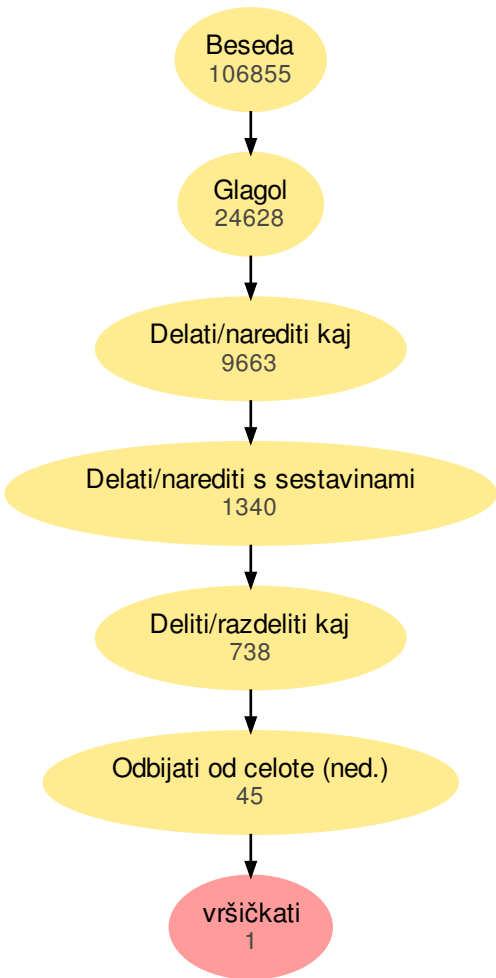 Beseda
106855
Glagol
24628
Delati/narediti kaj
9663
Delati/narediti s sestavinami
1340
Deliti/razdeliti kaj
738
Odbijati od celote (ned.)
45
vršičkati
1